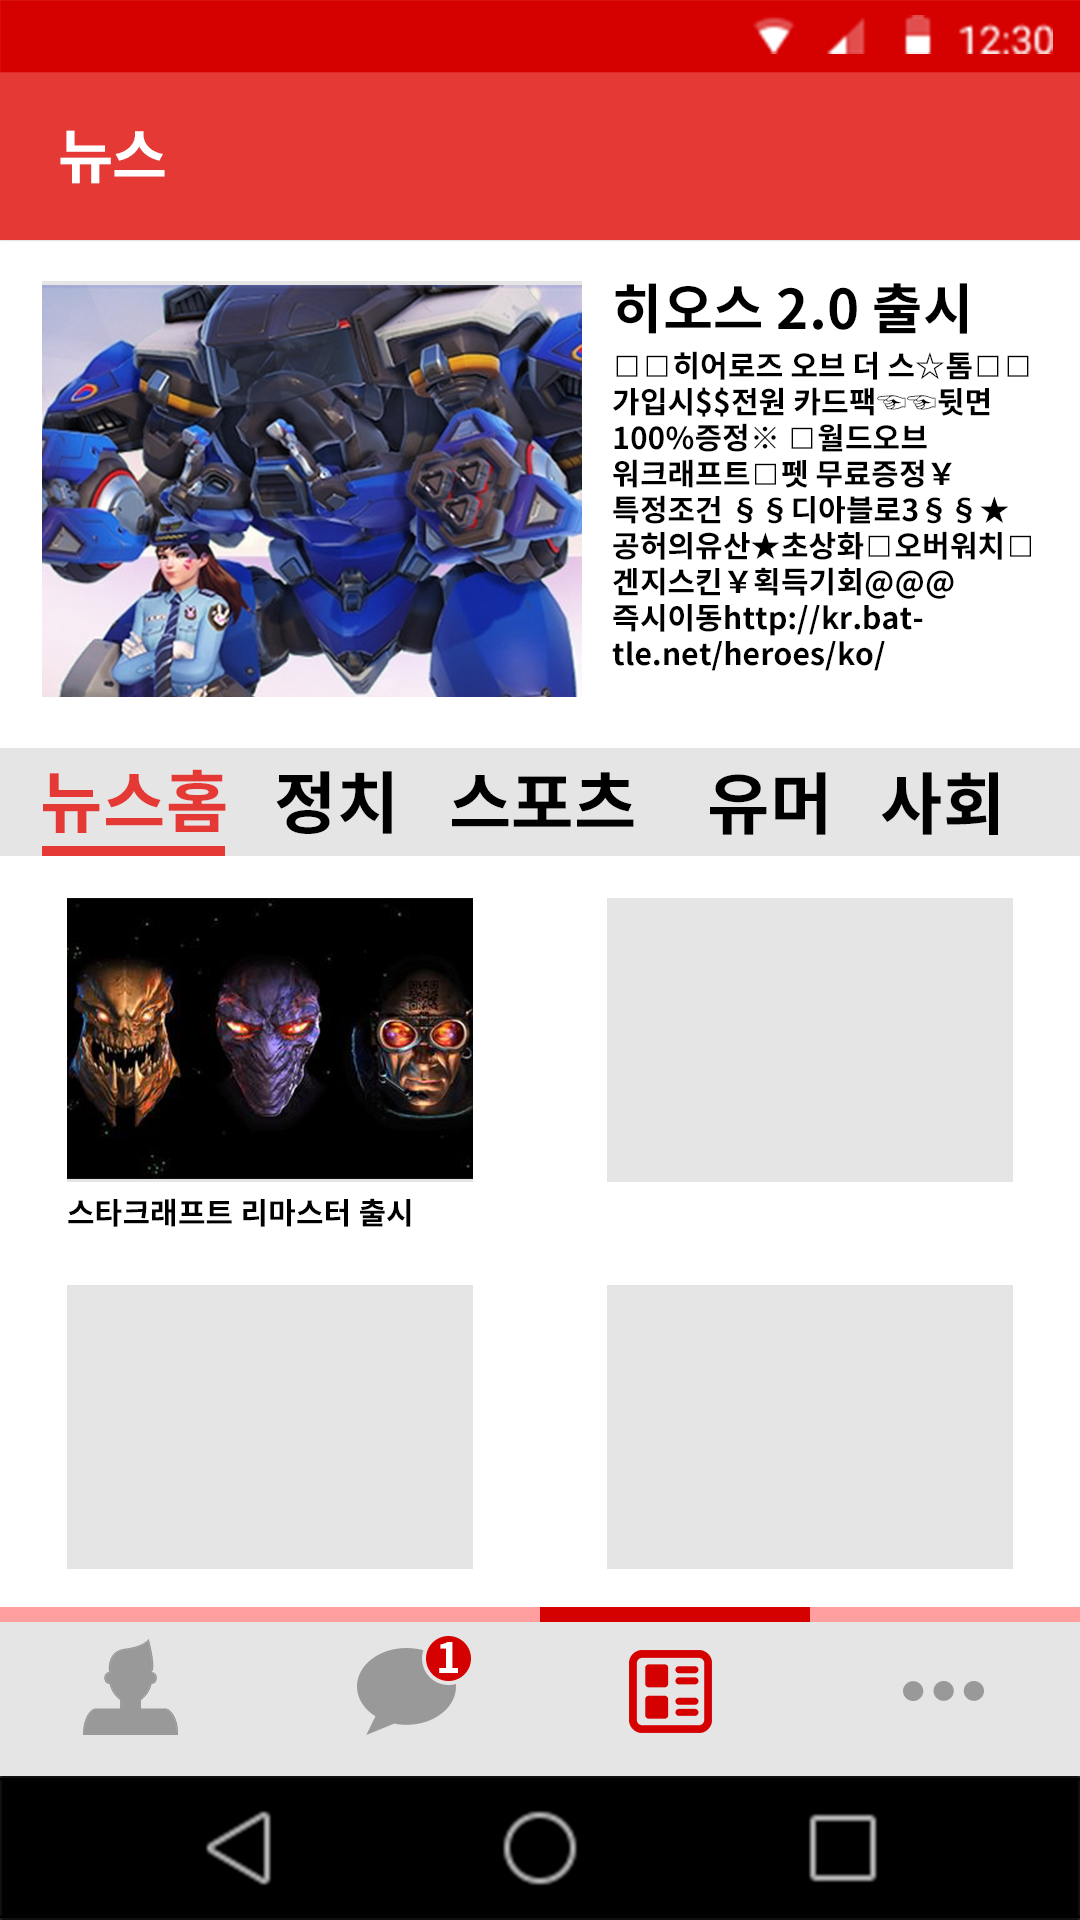 12:30
뉴스
히오스 2.0 출시
□□히어로즈 오브 더 스☆톰□□
가입시$$전원 카드팩☜☜뒷면
100%증정※ □월드오브
워크래프트□펫 무료증정￥
특정조건 § § 디아블로3 § § ★
공허의유산★초상화□오버워치□
겐지스킨￥획득기회@@@
즉시이동http://kr.bat-
tle.net/heroes/ko/
뉴스홈 정치 스포츠 유머 사회
스타크래프트 리마스터 출시
1